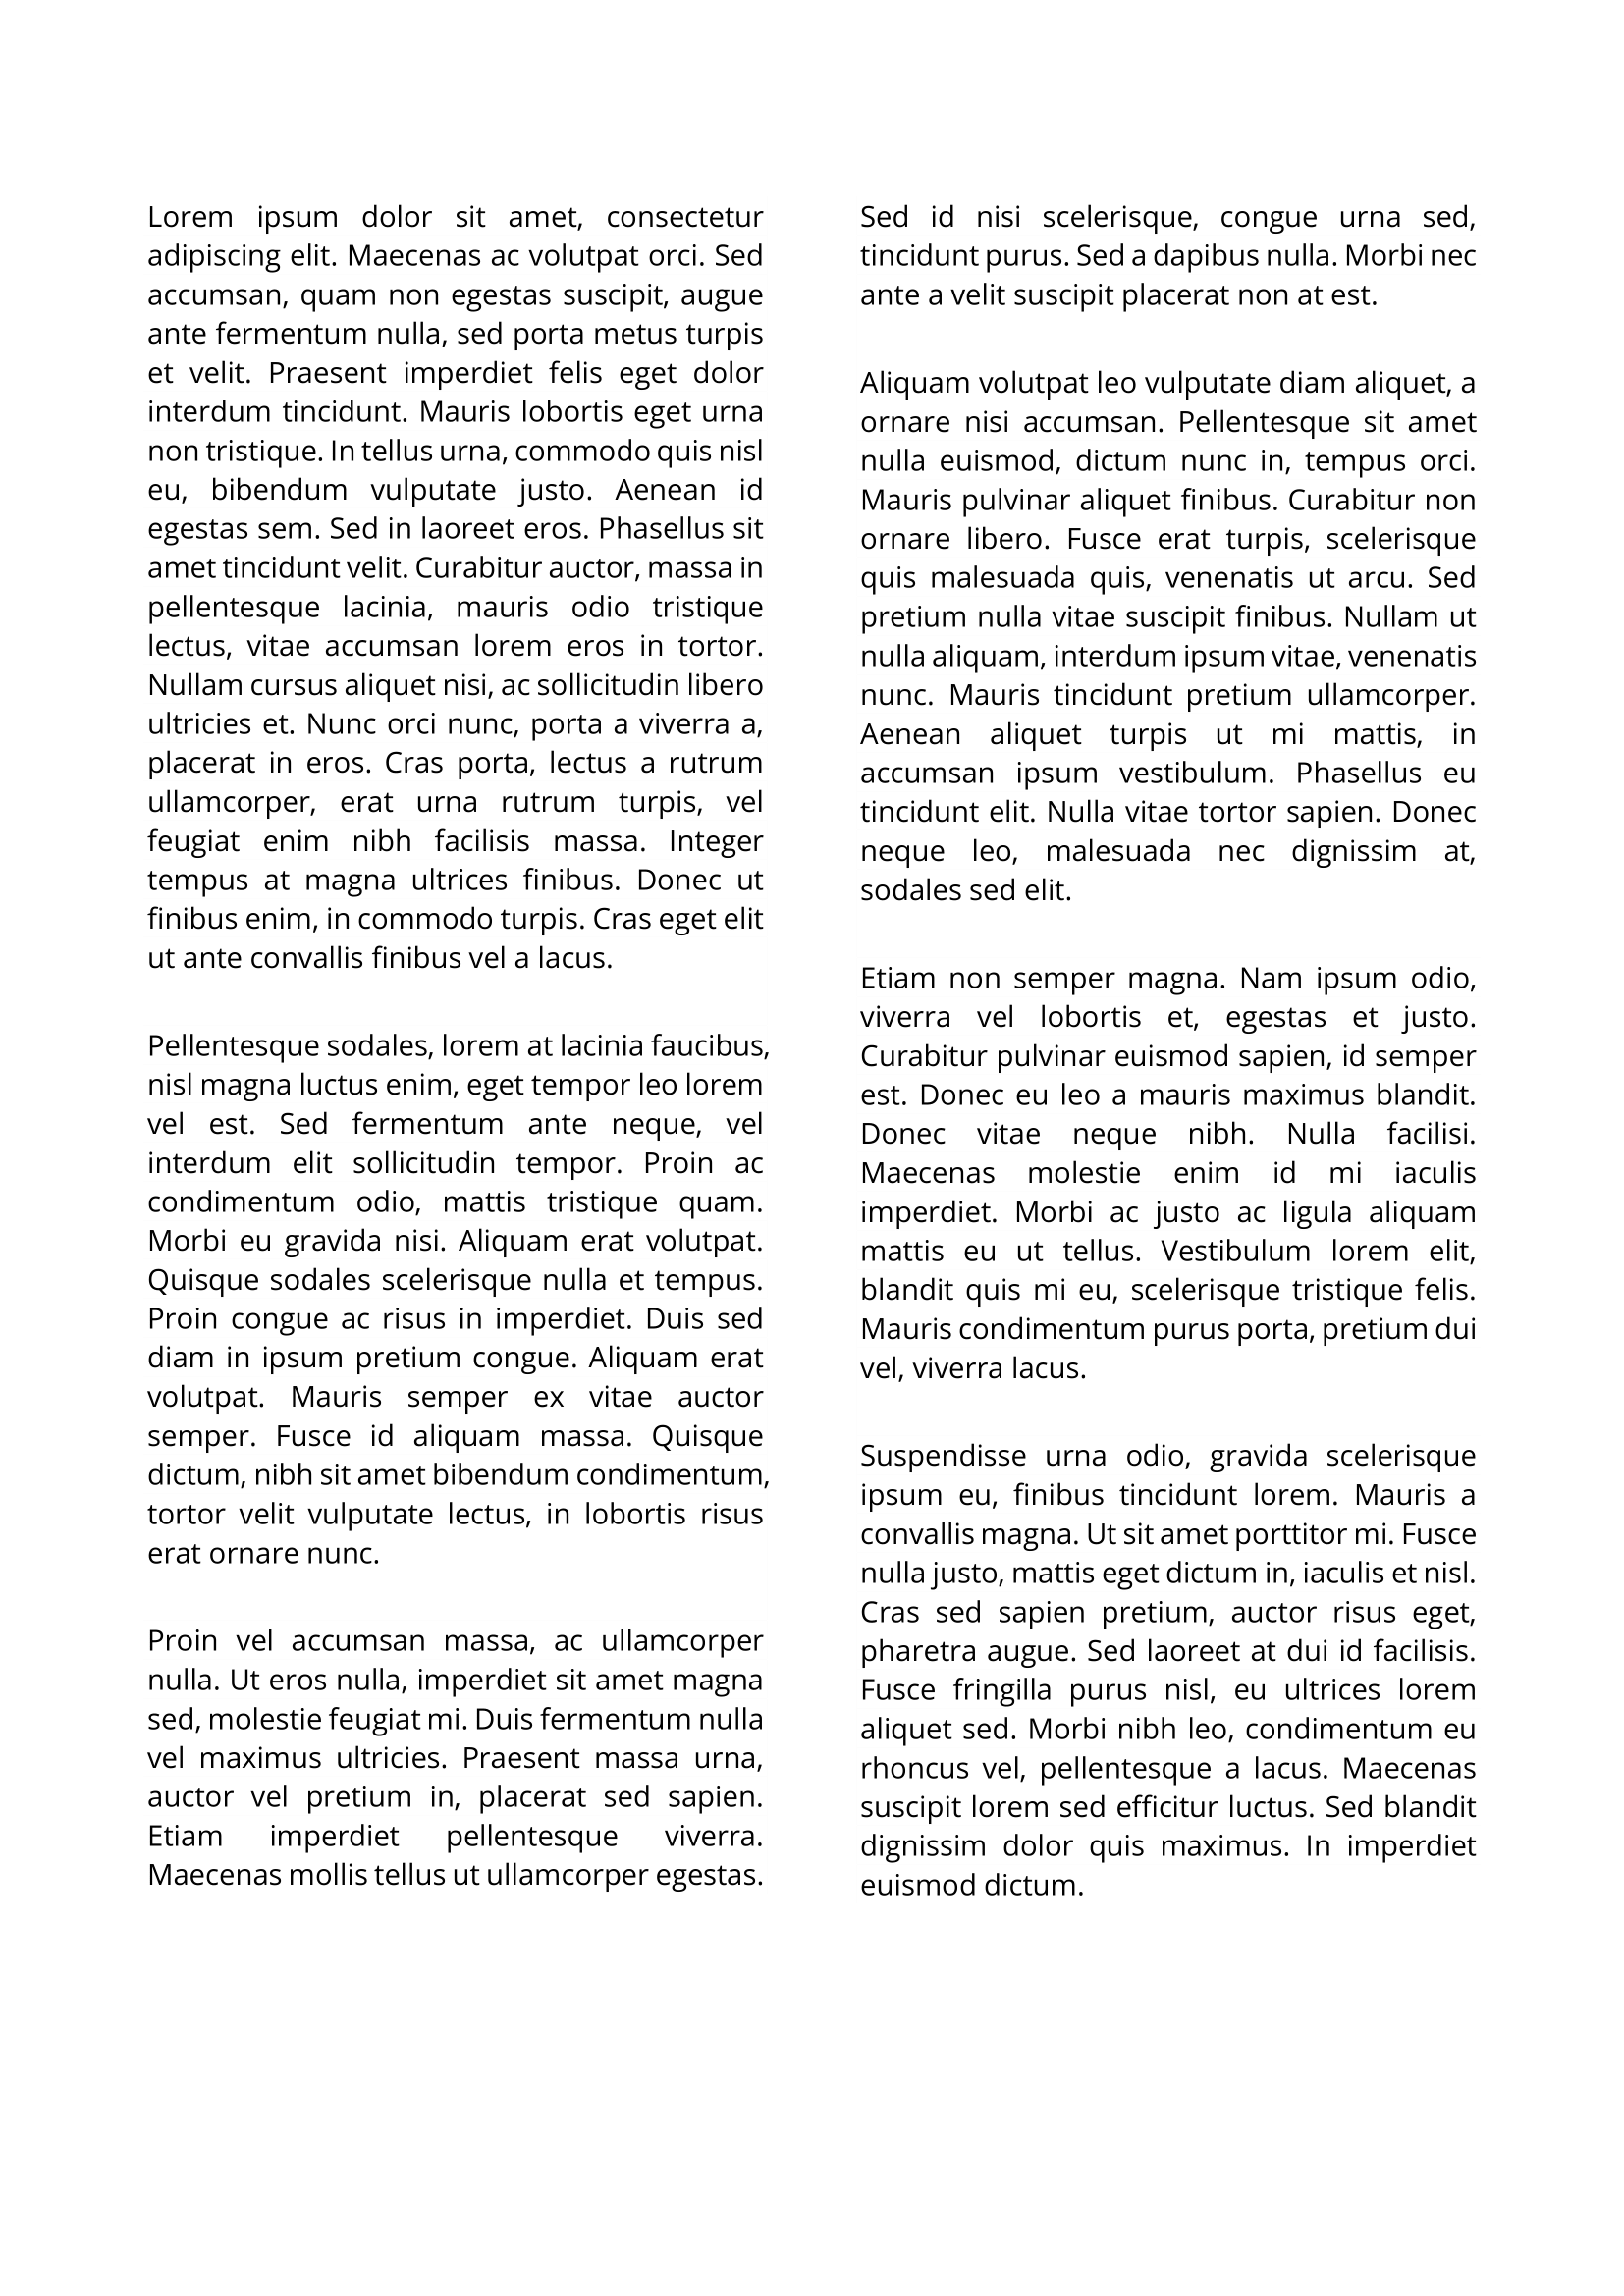 Lorem ipsum dolor sit amet, consectetur
adipiscing elit. Maecenas ac volutpat orci. Sed
accumsan, quam non egestas suscipit, augue
ante fermentum nulla, sed porta metus turpis
et velit. Praesent imperdiet felis eget dolor
interdum tincidunt. Mauris lobortis eget urna
non tristique. In tellus urna, commodo quis nisl
eu, bibendum vulputate justo. Aenean id
egestas sem. Sed in laoreet eros. Phasellus sit
amet tincidunt velit. Curabitur auctor, massa in
pellentesque lacinia, mauris odio tristique
lectus, vitae accumsan lorem eros in tortor.
Nullam cursus aliquet nisi, ac sollicitudin libero
ultricies et. Nunc orci nunc, porta a viverra a,
placerat in eros. Cras porta, lectus a rutrum
ullamcorper, erat urna rutrum turpis, vel
feugiat enim nibh facilisis massa. Integer
tempus at magna ultrices finibus. Donec ut
finibus enim, in commodo turpis. Cras eget elit
ut ante convallis finibus vel a lacus.
Pellentesque sodales, lorem at lacinia faucibus,
nisl magna luctus enim, eget tempor leo lorem
vel est. Sed fermentum ante neque, vel
interdum elit sollicitudin tempor. Proin ac
condimentum odio, mattis tristique quam.
Morbi eu gravida nisi. Aliquam erat volutpat.
Quisque sodales scelerisque nulla et tempus.
Proin congue ac risus in imperdiet. Duis sed
diam in ipsum pretium congue. Aliquam erat
volutpat. Mauris semper ex vitae auctor
semper. Fusce id aliquam massa. Quisque
dictum, nibh sit amet bibendum condimentum,
tortor velit vulputate lectus, in lobortis risus
erat ornare nunc.
Proin vel accumsan massa, ac ullamcorper
nulla. Ut eros nulla, imperdiet sit amet magna
sed, molestie feugiat mi. Duis fermentum nulla
vel maximus ultricies. Praesent massa urna,
auctor vel pretium in, placerat sed sapien.
Etiam imperdiet pellentesque viverra.
Maecenas mollis tellus ut ullamcorper egestas.
Sed id nisi scelerisque, congue urna sed,
tincidunt purus. Sed a dapibus nulla. Morbi nec
ante a velit suscipit placerat non at est.
Aliquam volutpat leo vulputate diam aliquet, a
ornare nisi accumsan. Pellentesque sit amet
nulla euismod, dictum nunc in, tempus orci.
Mauris pulvinar aliquet finibus. Curabitur non
ornare libero. Fusce erat turpis, scelerisque
quis malesuada quis, venenatis ut arcu. Sed
pretium nulla vitae suscipit finibus. Nullam ut
nulla aliquam, interdum ipsum vitae, venenatis
nunc. Mauris tincidunt pretium ullamcorper.
Aenean aliquet turpis ut mi mattis, in
accumsan ipsum vestibulum. Phasellus eu
tincidunt elit. Nulla vitae tortor sapien. Donec
neque leo, malesuada nec dignissim at,
sodales sed elit.
Etiam non semper magna. Nam ipsum odio,
viverra vel lobortis et, egestas et justo.
Curabitur pulvinar euismod sapien, id semper
est. Donec eu leo a mauris maximus blandit.
Donec vitae neque nibh. Nulla facilisi.
Maecenas molestie enim id mi iaculis
imperdiet. Morbi ac justo ac ligula aliquam
mattis eu ut tellus. Vestibulum lorem elit,
blandit quis mi eu, scelerisque tristique felis.
Mauris condimentum purus porta, pretium dui
vel, viverra lacus.
Suspendisse urna odio, gravida scelerisque
ipsum eu, finibus tincidunt lorem. Mauris a
convallis magna. Ut sit amet porttitor mi. Fusce
nulla justo, mattis eget dictum in, iaculis et nisl.
Cras sed sapien pretium, auctor risus eget,
pharetra augue. Sed laoreet at dui id facilisis.
Fusce fringilla purus nisl, eu ultrices lorem
aliquet sed. Morbi nibh leo, condimentum eu
rhoncus vel, pellentesque a lacus. Maecenas
suscipit lorem sed efficitur luctus. Sed blandit
dignissim dolor quis maximus. In imperdiet
euismod dictum.